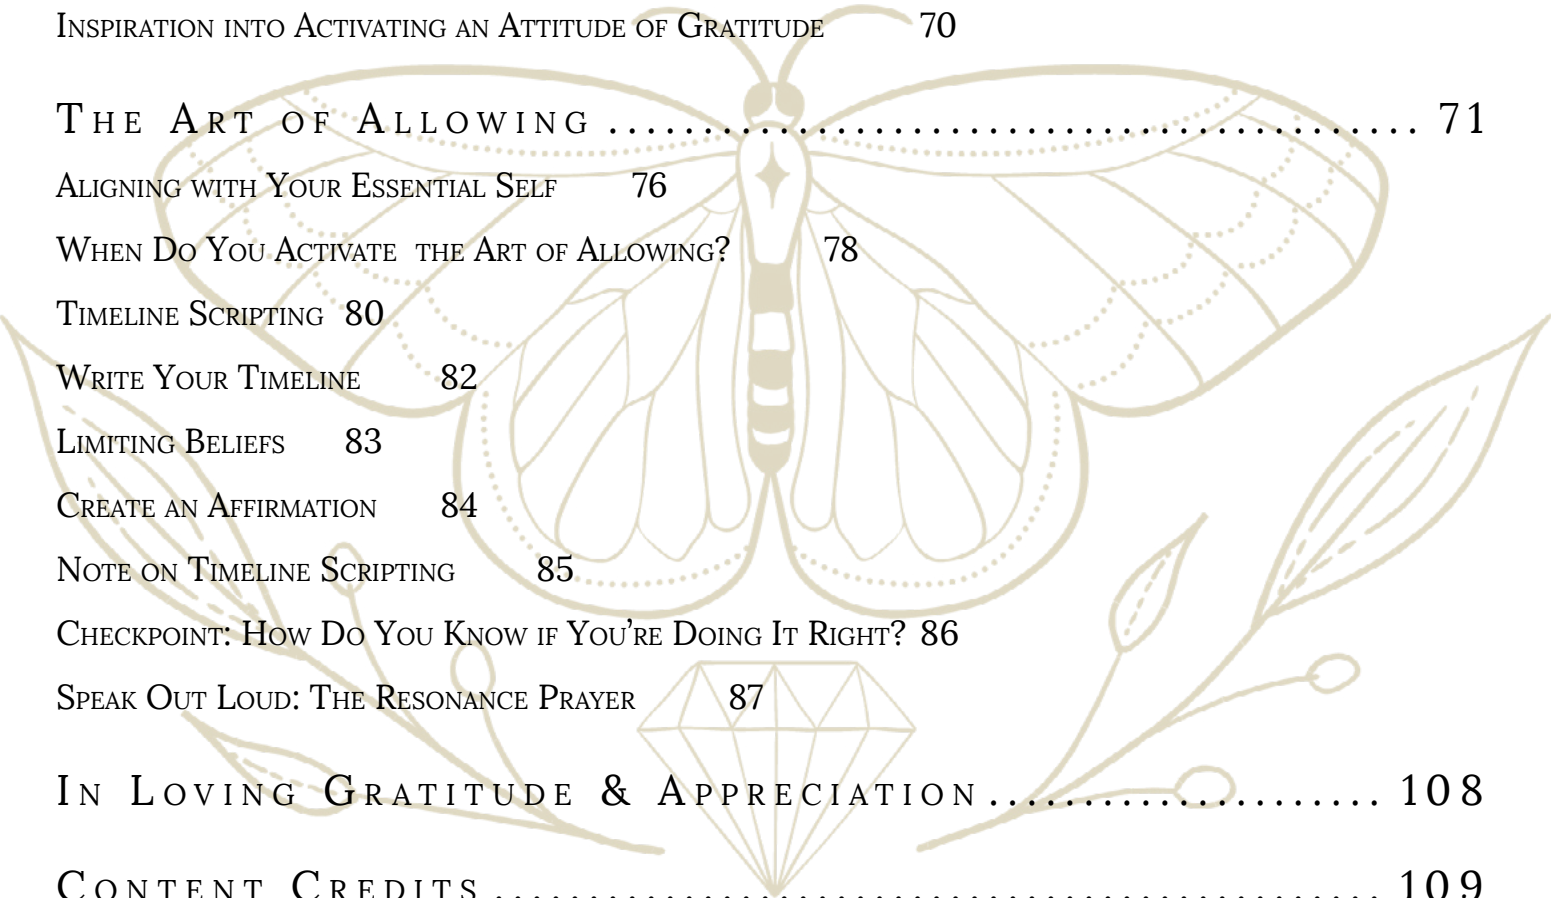 Inspiration into Activating an Attitude of Gratitude 70
The Art of Allowing ........................................... 71
Aligning with Your Essential Self 76
When Do You Activate the Art of Allowing? 78
Timeline Scripting 80
Write Your Timeline 82
Limiting Beliefs 83
Create an Affirmation 84
Note on Timeline Scripting 85
Checkpoint: How Do You Know if You’re Doing It Right? 86
Speak Out Loud: The Resonance Prayer 87
In Loving Gratitude & Appreciation ..................... 108
Content Credits ............................................... 109